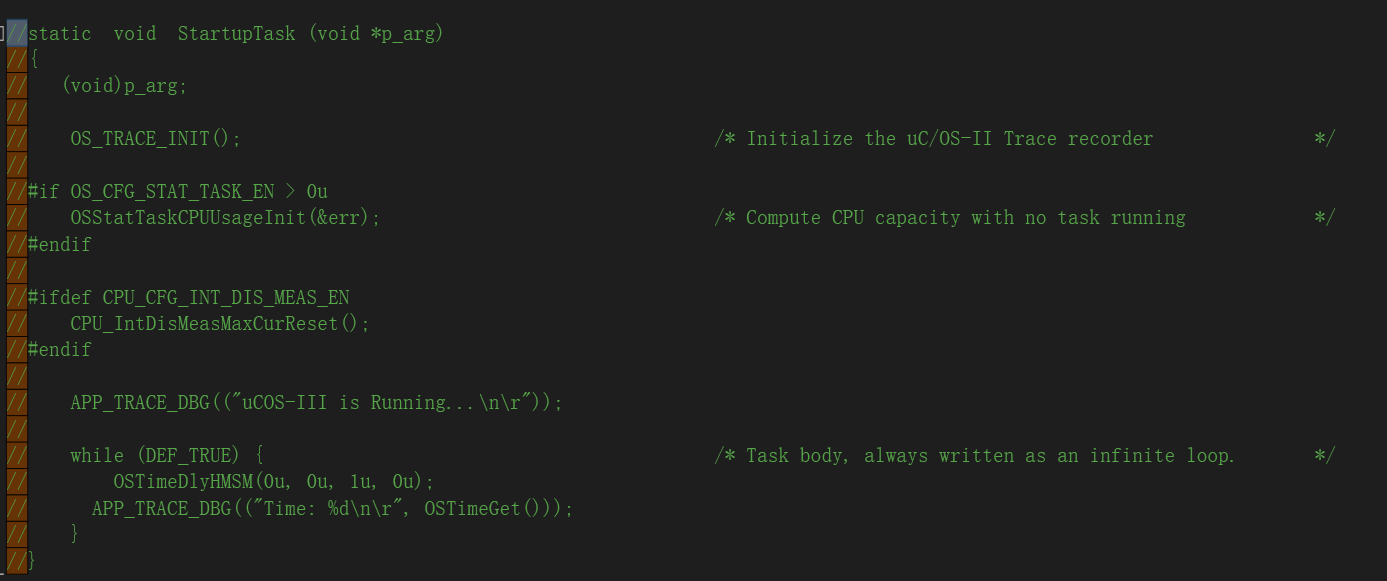 //static  void  StartupTask (void *p_arg)
//{
//   (void)p_arg;
//
//    OS_TRACE_INIT();                                            /* Initialize the uC/OS-II Trace recorder               */
//
//#if OS_CFG_STAT_TASK_EN > 0u
//    OSStatTaskCPUUsageInit(&err);                               /* Compute CPU capacity with no task running            */
//#endif
//
//#ifdef CPU_CFG_INT_DIS_MEAS_EN
//    CPU_IntDisMeasMaxCurReset();
//#endif
//
//    APP_TRACE_DBG(("uCOS-III is Running...\n\r"));
//
//    while (DEF_TRUE) {                                          /* Task body, always written as an infinite loop.       */
//        OSTimeDlyHMSM(0u, 0u, 1u, 0u);
//      APP_TRACE_DBG(("Time: %d\n\r", OSTimeGet()));
//    }
//}